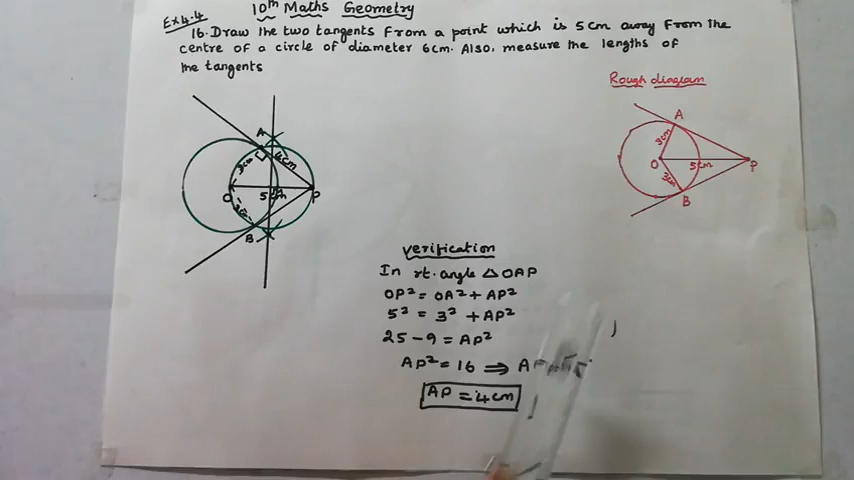 Ex 4.4
10th Maths Geometry
16. Draw the two tangents from a point which is 5cm away from the
centre of a circle of diameter 6cm. Also, measure the lengths of
the tangents
Rough diagram
A
3cm
O
5cm
P
3cm
B
A
3cm
4cm
O
5cm
P
B
verification
In rt. angle △OAP
OP² = OA² + AP²
5² = 3² + AP²
25 - 9 = AP²
AP² = 16 ⇒
AP = 4cm